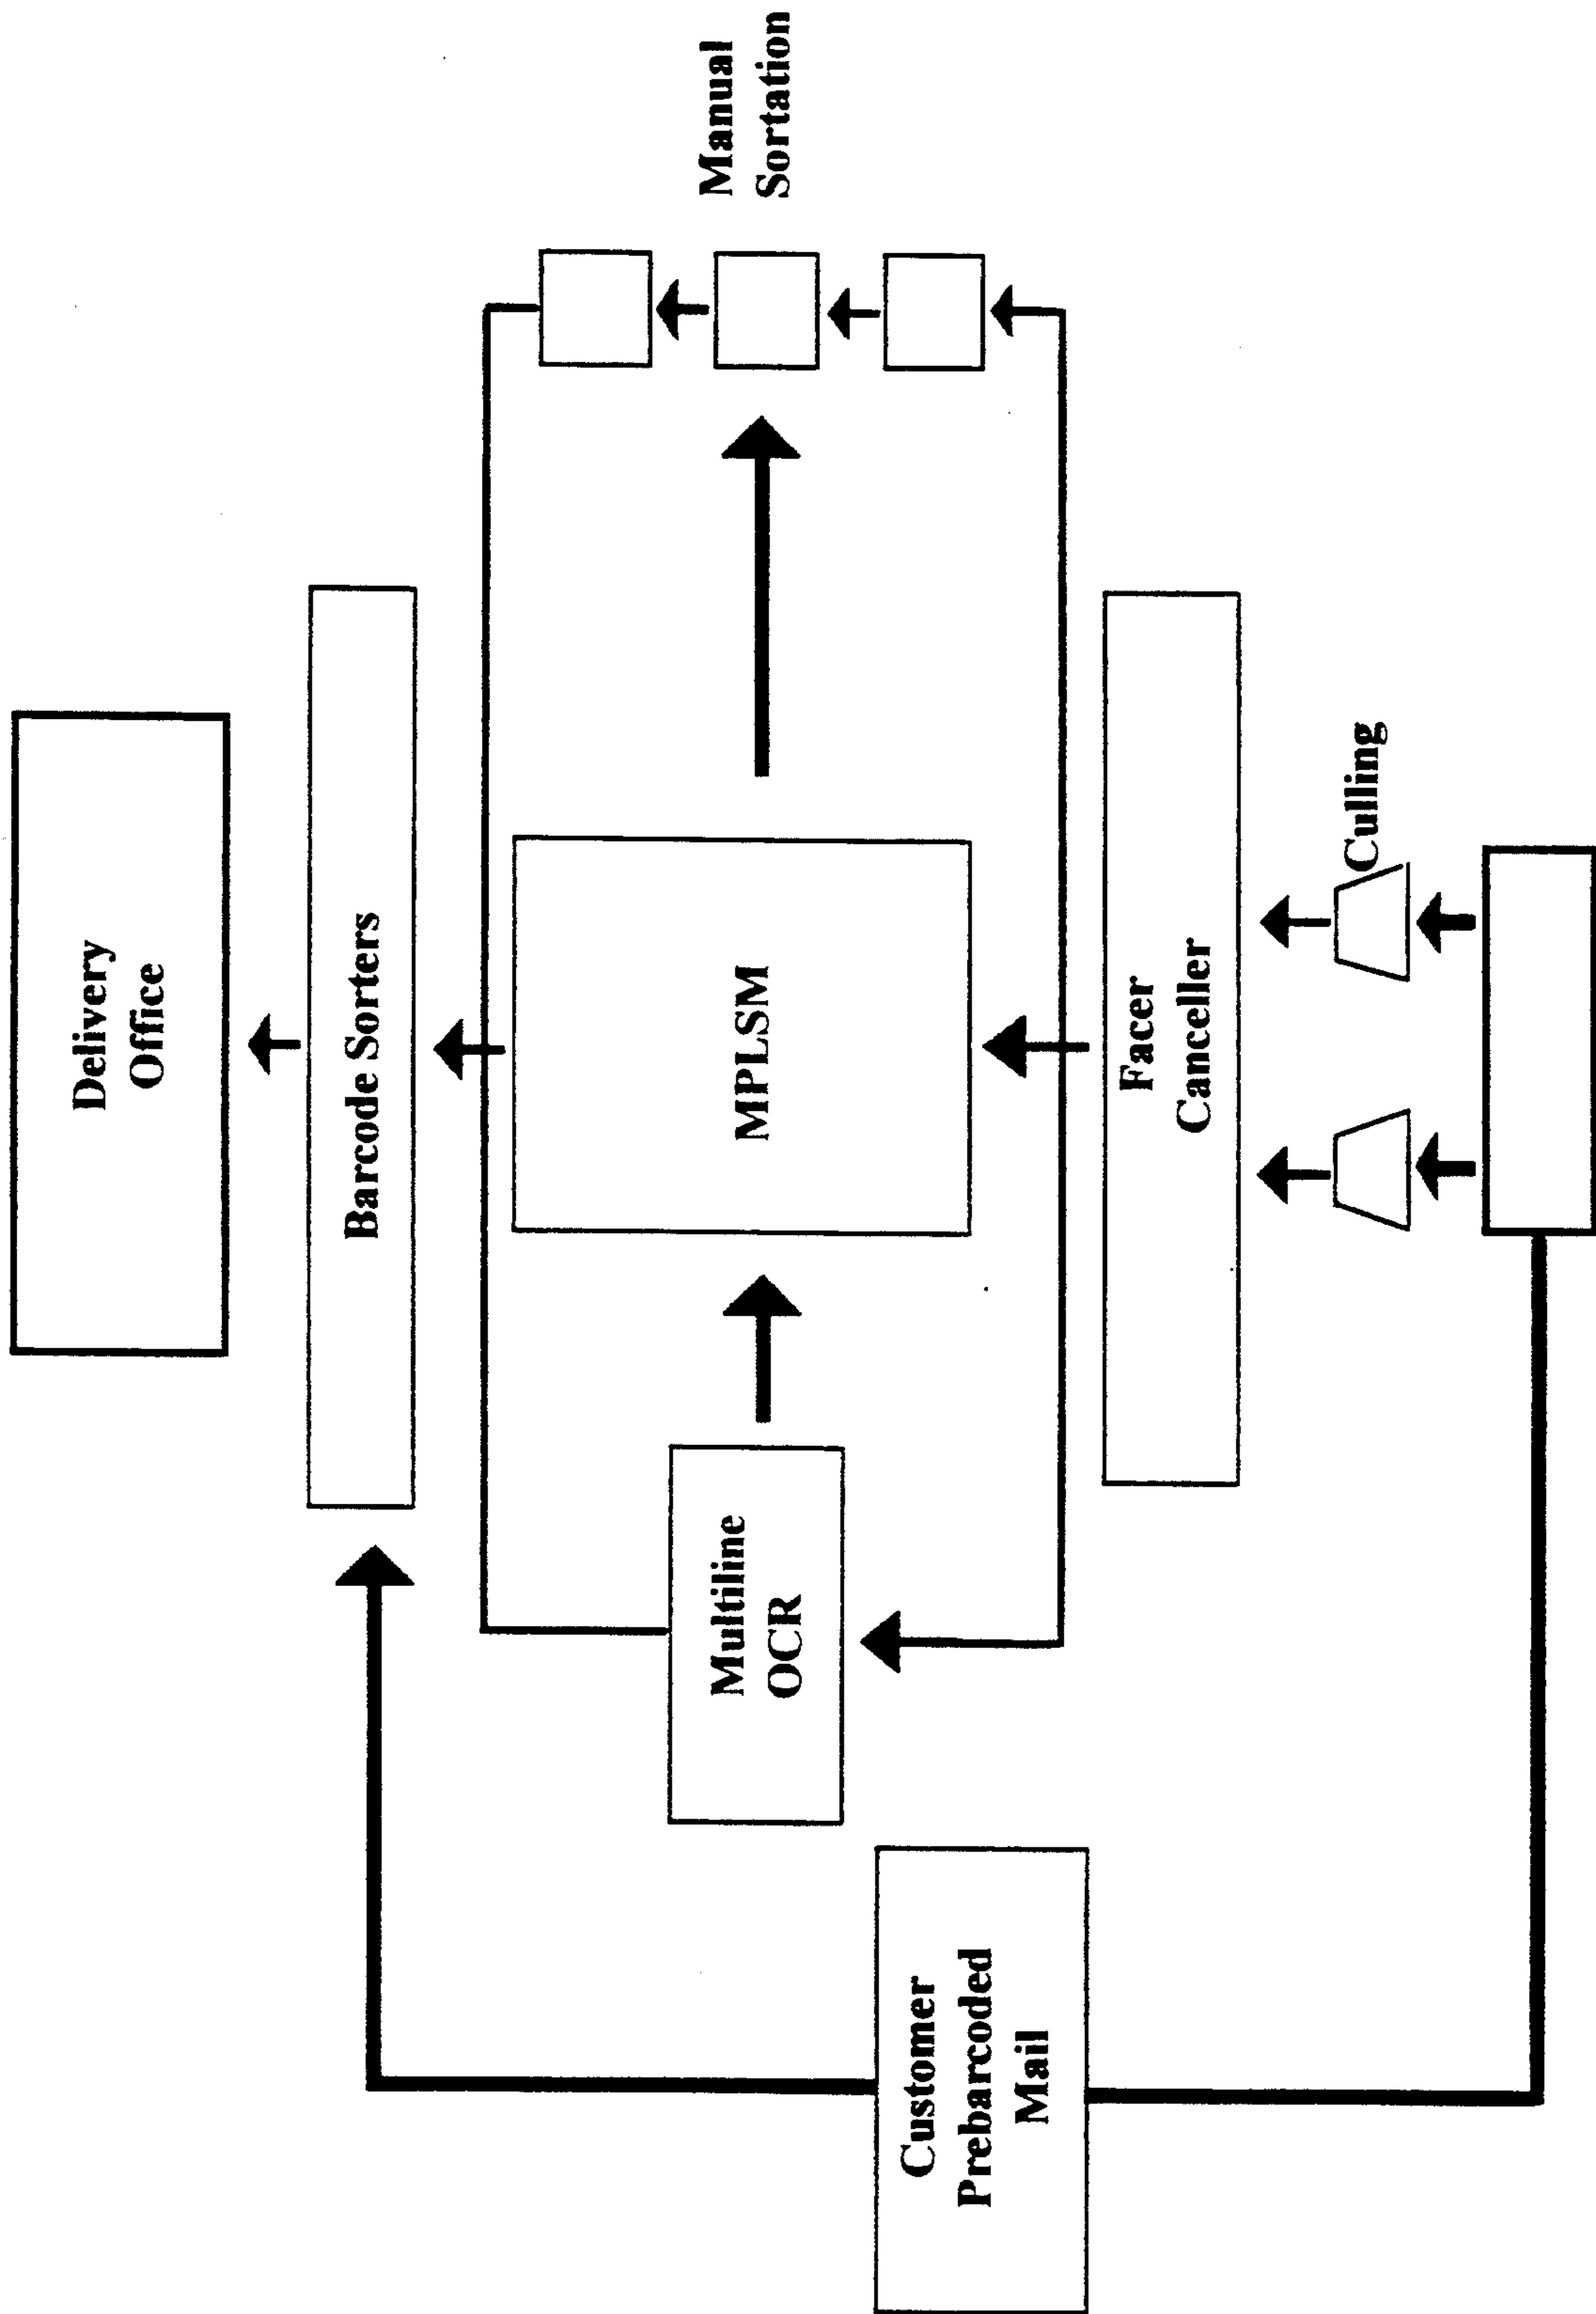 Delivery
Office
Barcode Sorters
Manual
Sortation
MPLSM
Multiline
OCR
Facer
Canceller
Culling
Customer
Prebarcoded
Mail